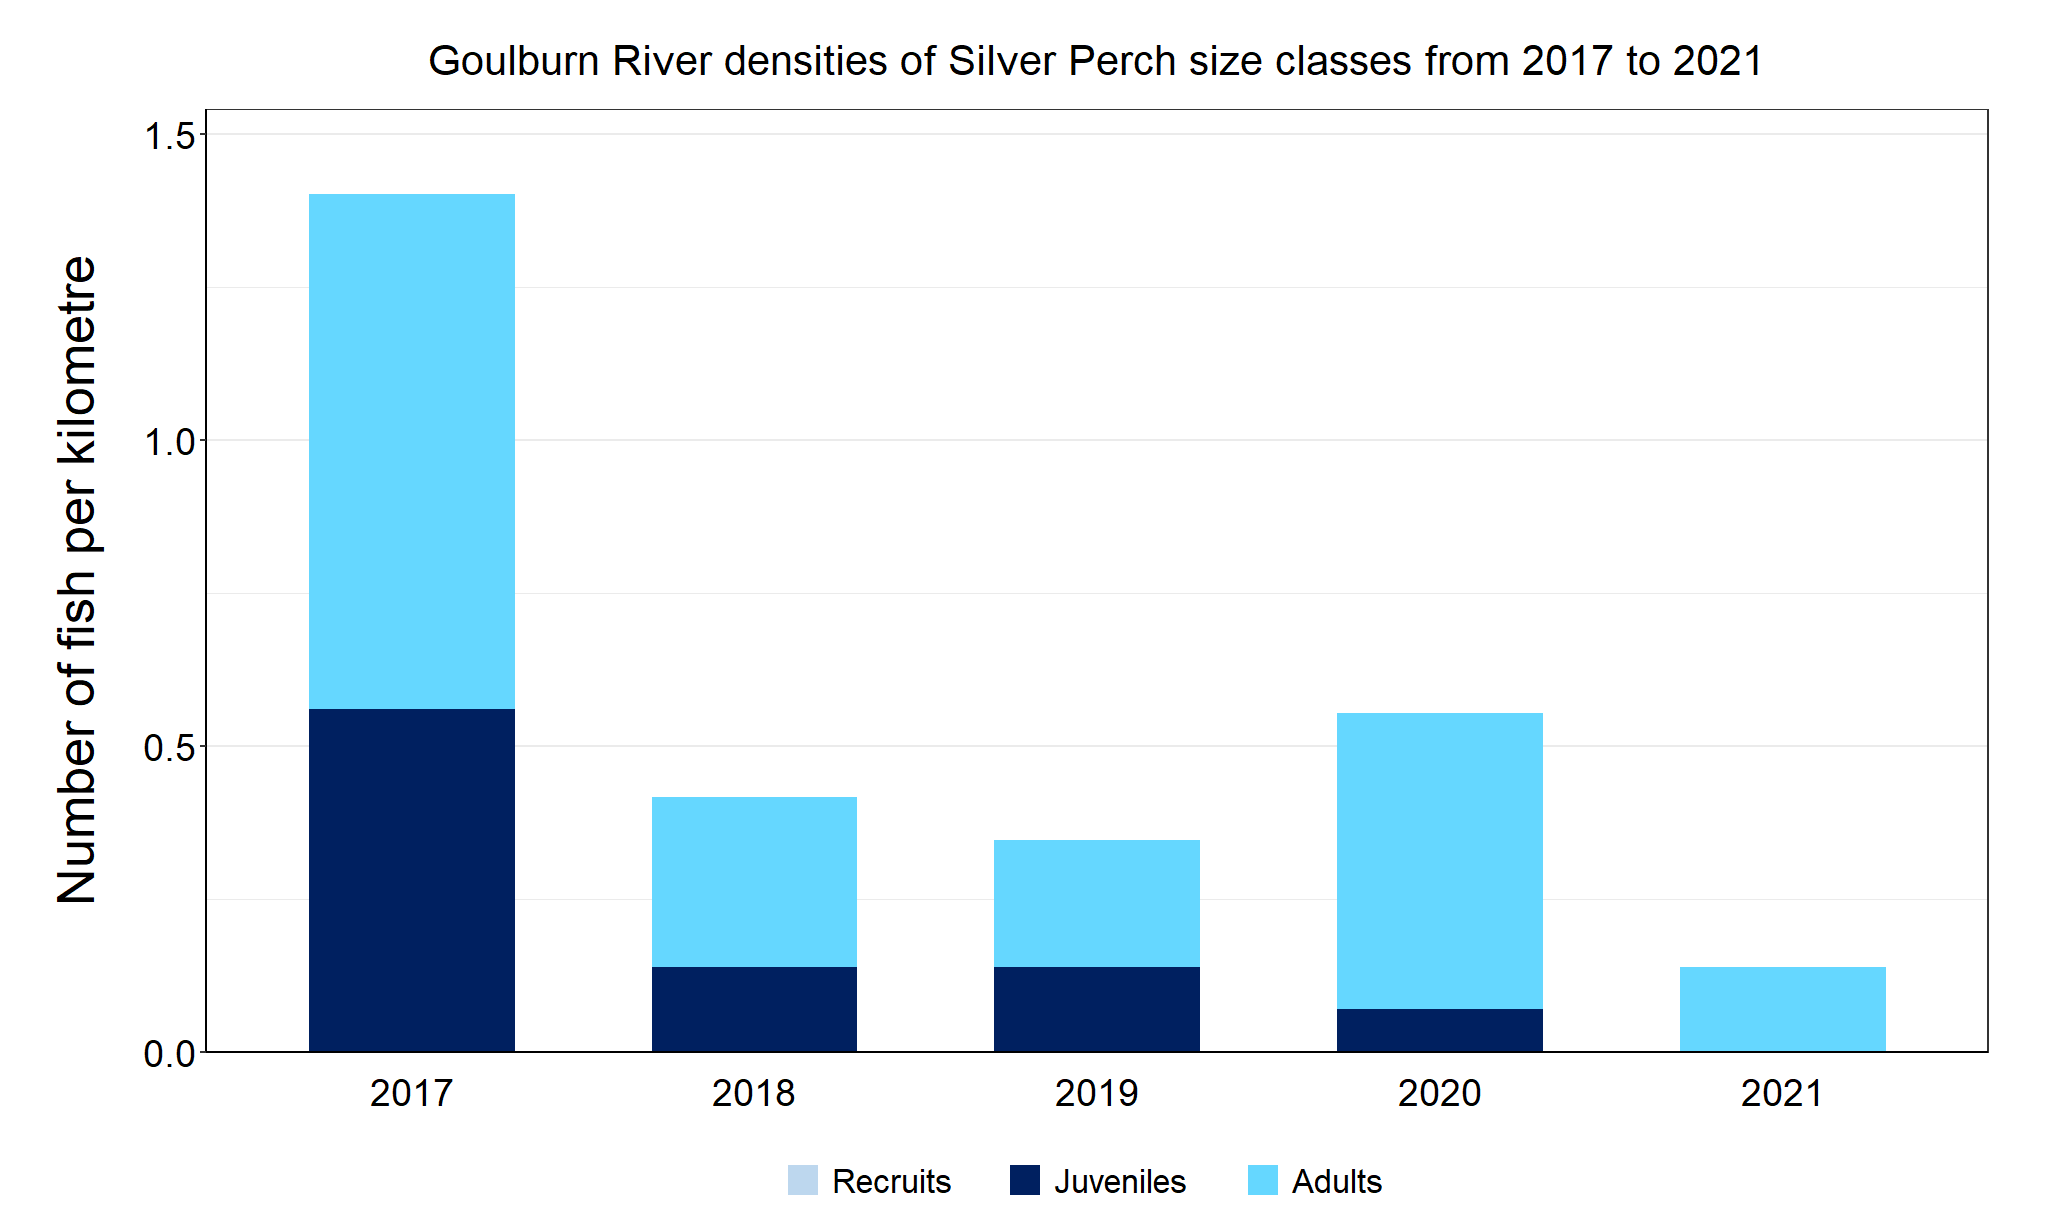 Goulburn River densities of Silver Perch size classes from 2017 to 2021
Number of fish per kilometre
1.5
1.0
0.5
0.0
2017 2018 2019 2020 2021
Recruits Juveniles Adults